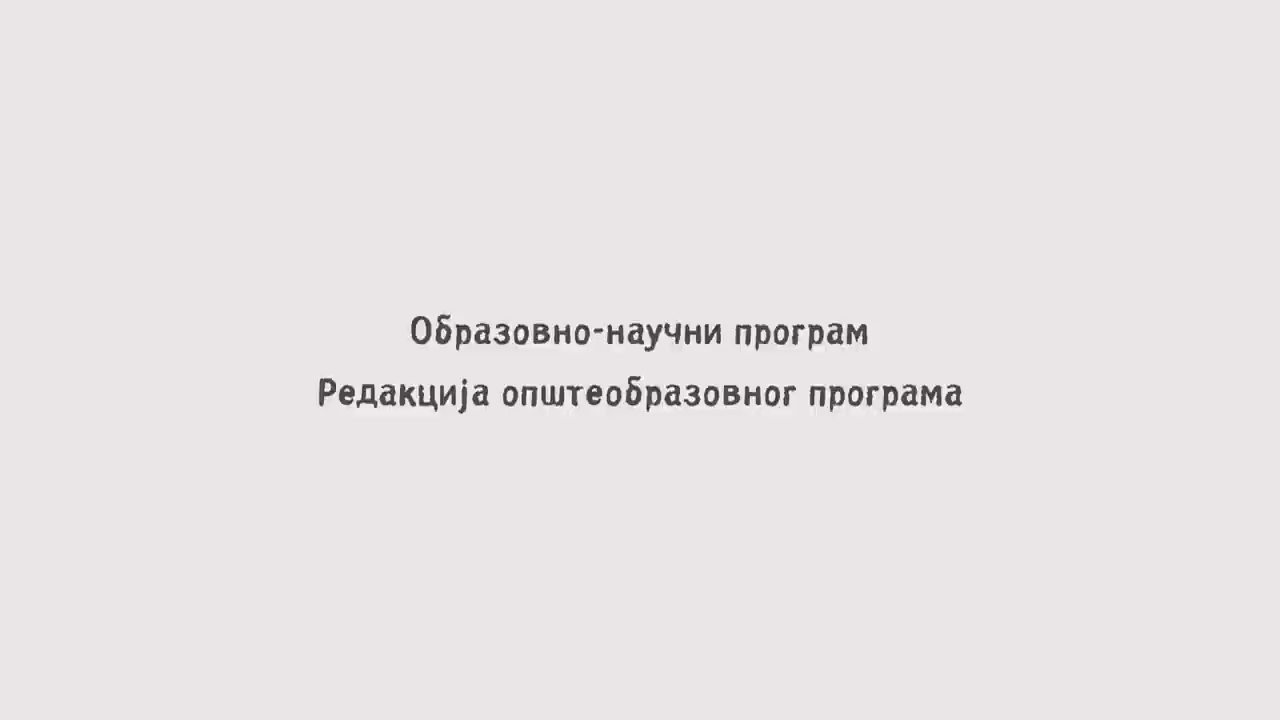 Образовно-научни програм
Редакција општеобразовног програма